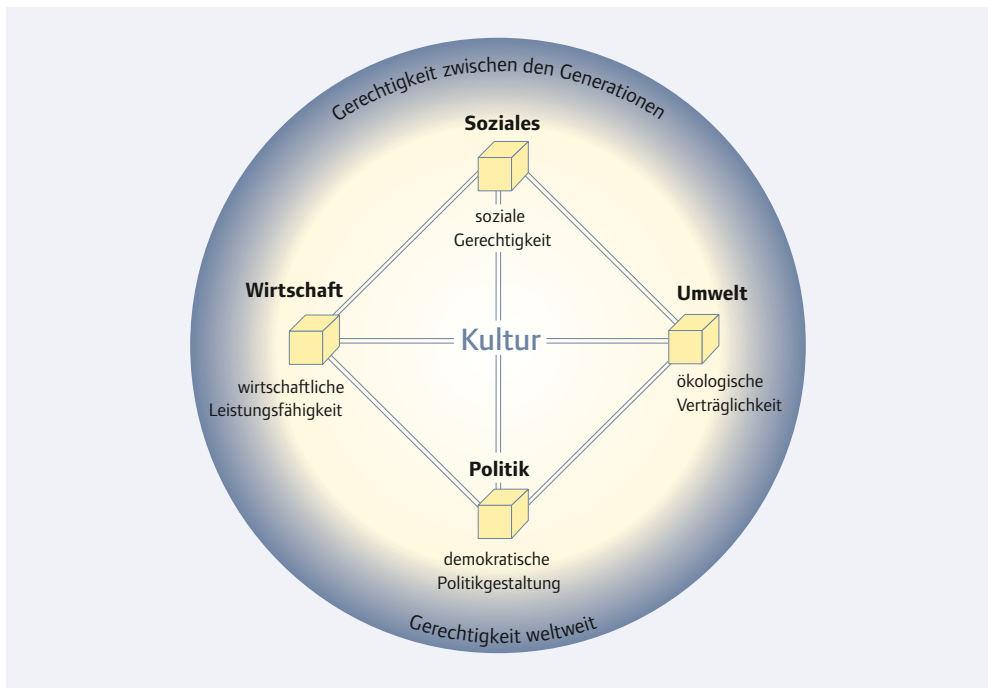 Gerechtigkeit zwischen den Generationen
Soziales
soziale
Gerechtigkeit
Wirtschaft
wirtschaftliche
Leistungsfähigkeit
Kultur
Umwelt
ökologische
Verträglichkeit
Politik
demokratische
Politikgestaltung
Gerechtigkeit weltweit